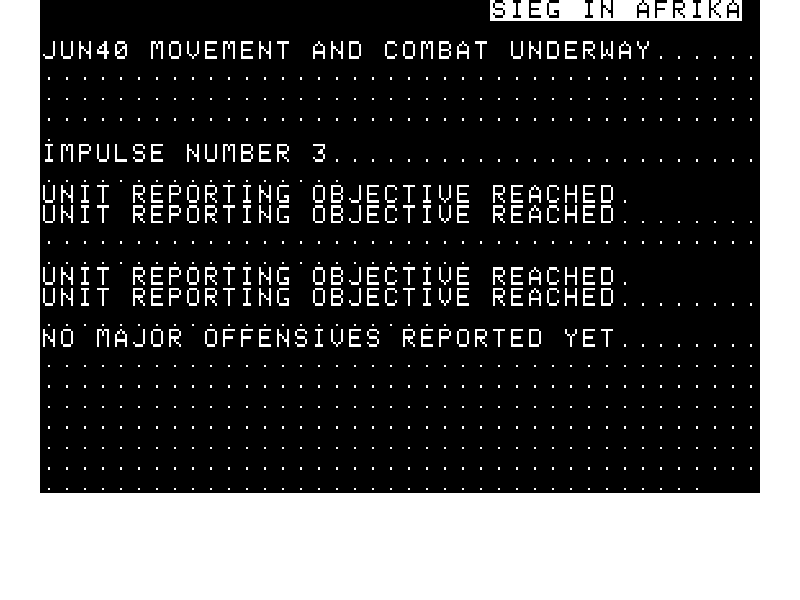 SIEG IN AFRIKA
JUN40 MOVEMENT AND COMBAT UNDERWAY......
........................................
........................................
........................................
.
IMPULSE NUMBER 3........................
.................
UNIT REPORTING OBJECTIVE REACHED.
UNIT REPORTING OBJECTIVE REACHED........
........................................
........................
UNIT REPORTING OBJECTIVE REACHED.
UNIT REPORTING OBJECTIVE REACHED........
........................
NO MAJOR OFFENSIVES REPORTED YET........
........................................
........................................
........................................
........................................
........................................
........................................
.....................................